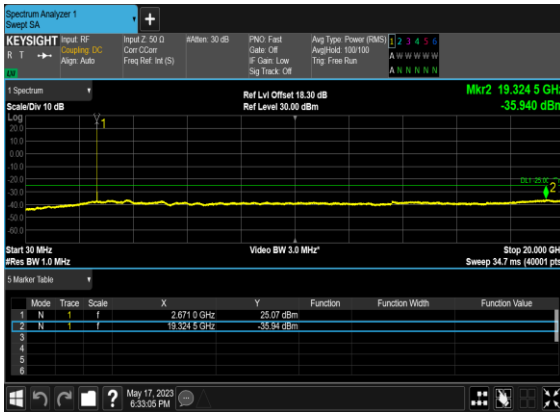 Spectrum Analyzer 1
Swept SA
KEYSIGHT
R T
Input: RF
Coupling: DC
Align: Auto
Input Z: 50 Ω
Corr CCorr
Freq Ref: Int (S)
#Atten: 30 dB
PNO: Fast
Gate: Off
IF Gain: Low
Sig Track: Off
Avg Type: Power (RMS)
Avg|Hold: 100/100
Trig: Free Run
1 2 3 4 5 6
A W W W W W
A N N N N N
1 Spectrum
Scale/Div 10 dB
Ref Lvl Offset 18.30 dB
Ref Level 30.00 dBm
Mkr2 19.324 5 GHz
-35.940 dBm
Log
20.0
10.0
0.00
-10.0
-20.0
-30.0
-40.0
-50.0
-60.0
1
2
Start 30 MHz
#Res BW 1.0 MHz
Video BW 3.0 MHz*
Stop 20.000 GH
Sweep 34.7 ms (40001 pts
5 Marker Table
Mode Trace Scale X Y Function Function Width Function Value
1 N 1 f 2.671 0 GHz 25.07 dBm
2 N 1 f 19.324 5 GHz -35.94 dBm
3
4
5
6
?
May 17, 2023
6:33:05 PM